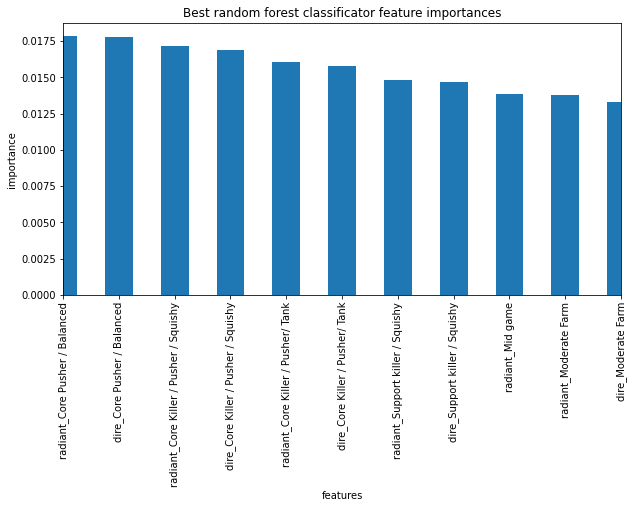 Best random forest classificator feature importances
importance
0.0175
0.0150
0.0125
0.0100
0.0075
0.0050
0.0025
0.0000
radiant_Core Pusher / Balanced
dire_Core Pusher / Balanced
radiant_Core Killer / Pusher / Squishy
dire_Core Killer / Pusher / Squishy
radiant_Core Killer / Pusher/ Tank
dire_Core Killer / Pusher/ Tank
radiant_Support killer / Squishy
dire_Support killer / Squishy
radiant_Mid game
radiant_Moderate Farm
dire_Moderate Farm
features